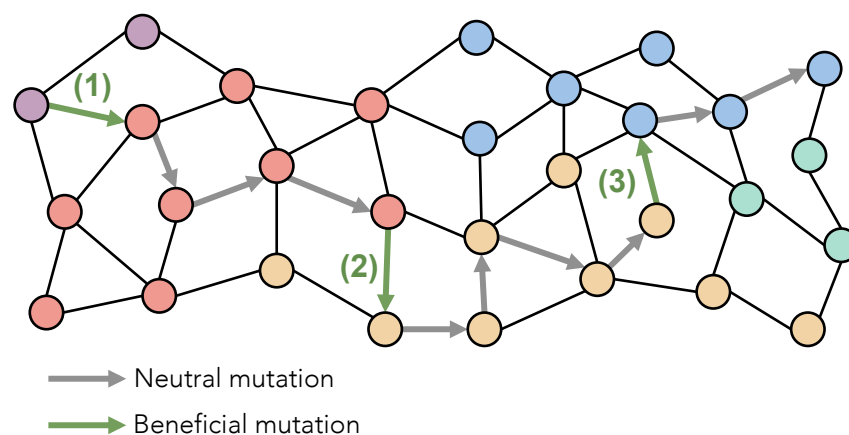 (1)
(3)
(2)
Neutral mutation
Beneficial mutation